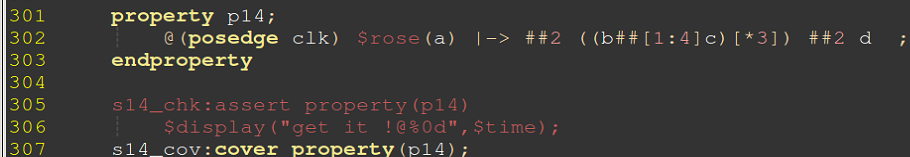 301 property p14;
302 @(posedge clk) $rose(a) |-> ##2 ((b##[1:4]c)[*3]) ##2 d ;
303 endproperty
304
305 s14_chk:assert property(p14)
306 $display("get it !@%0d",$time);
307 s14_cov:cover property(p14);